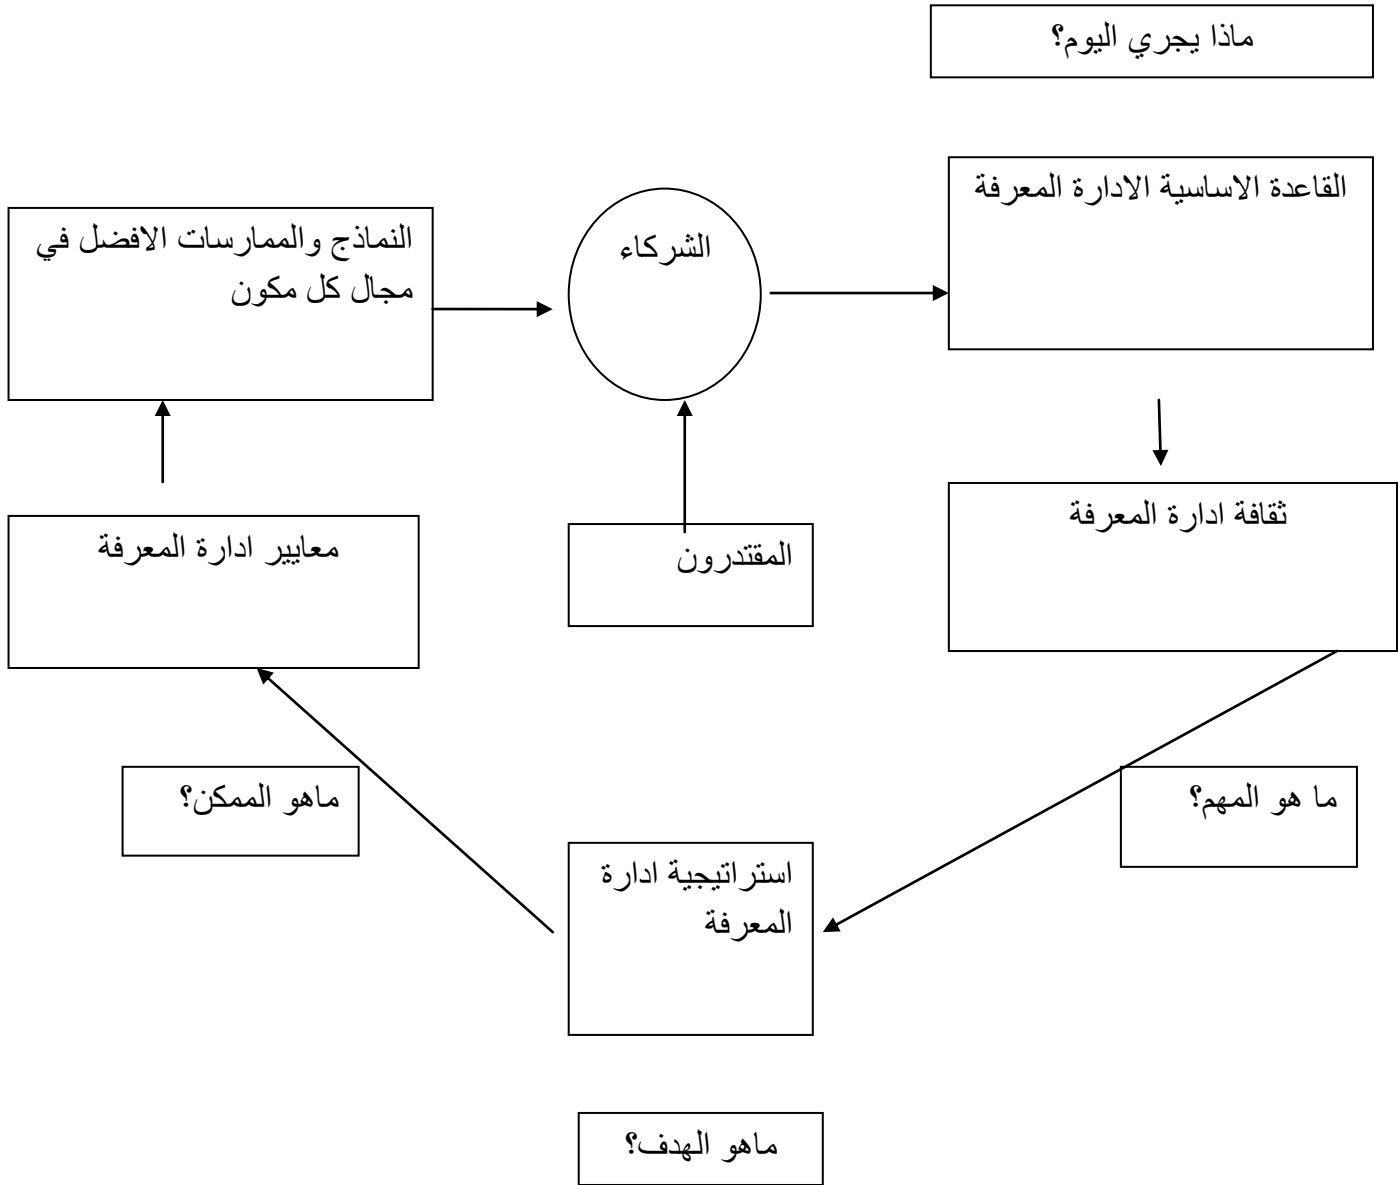 ماذا يجري اليوم؟
القاعدة الاساسية الادارة المعرفة
الشركاء
النماذج والممارسات الافضل في
مجال كل مكون
ثقافة ادارة المعرفة
المقتدرون
معايير ادارة المعرفة
ما هو المهم؟
ماهو الممكن؟
استراتيجية ادارة
المعرفة
ماهو الهدف؟